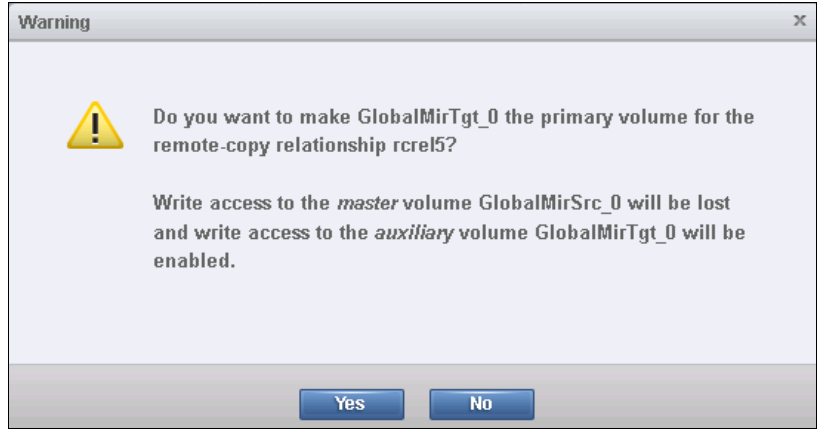 Warning
x
Do you want to make GlobalMirTgt_0 the primary volume for the
remote-copy relationship rcrel5?
Write access to the master volume GlobalMirSrc_0 will be lost
and write access to the auxiliary volume GlobalMirTgt_0 will be
enabled.
Yes No